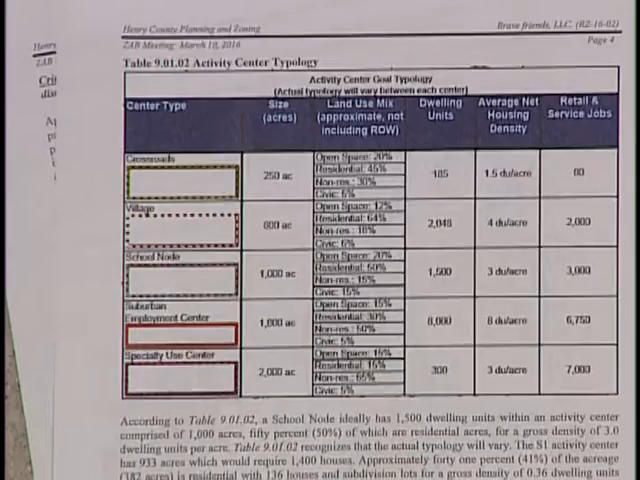 Henry County Planning and Zoning
Brave friends, LLC. (RZ-16-02)
ZAB Meeting: March 10, 2016
Page 4
Table 9.01.02 Activity Center Typology
Activity Center Goal Typology
(Actual typology will vary between each center)
Center Type
Size (acres)
Land Use Mix (approximate, not including ROW)
Dwelling Units
Average Net Housing Density
Retail & Service Jobs
Crossroads
250 ac
Open Space: 20%
Residential: 45%
Non-res.: 30%
Civic: 5%
185
1.5 du/acre
Village
Open Space: 12%
Residential: 64%
Non-res.: 18%
Civic: 6%
2,048
4 du/acre
2,000
School Node
1,000 ac
Open Space: 20%
Residential: 50%
Non-res.: 15%
Civic: 15%
1,500
3 du/acre
3,000
Suburban
Employment Center
Open Space: 15%
Residential: 30%
Non-res.: 50%
Civic: 5%
8 du/acre
6,750
Specialty Use Center
2,000 ac
Open Space: 15%
Residential: 15%
Non-res.: 65%
Civic: 5%
300
3 du/acre
7,000
According to Table 9.01.02, a School Node ideally has 1,500 dwelling units within an activity center
comprised of 1,000 acres, fifty percent (50%) of which are residential acres, for a gross density of 3.0
dwelling units per acre. Table 9.01.02 recognizes that the actual typology will vary. The S1 activity center
has 933 acres which would require 1,400 houses. Approximately forty one percent (41%) of the acreage
(382 acres) is residential with 136 houses and subdivision lots for a gross density of 0.36 dwelling units